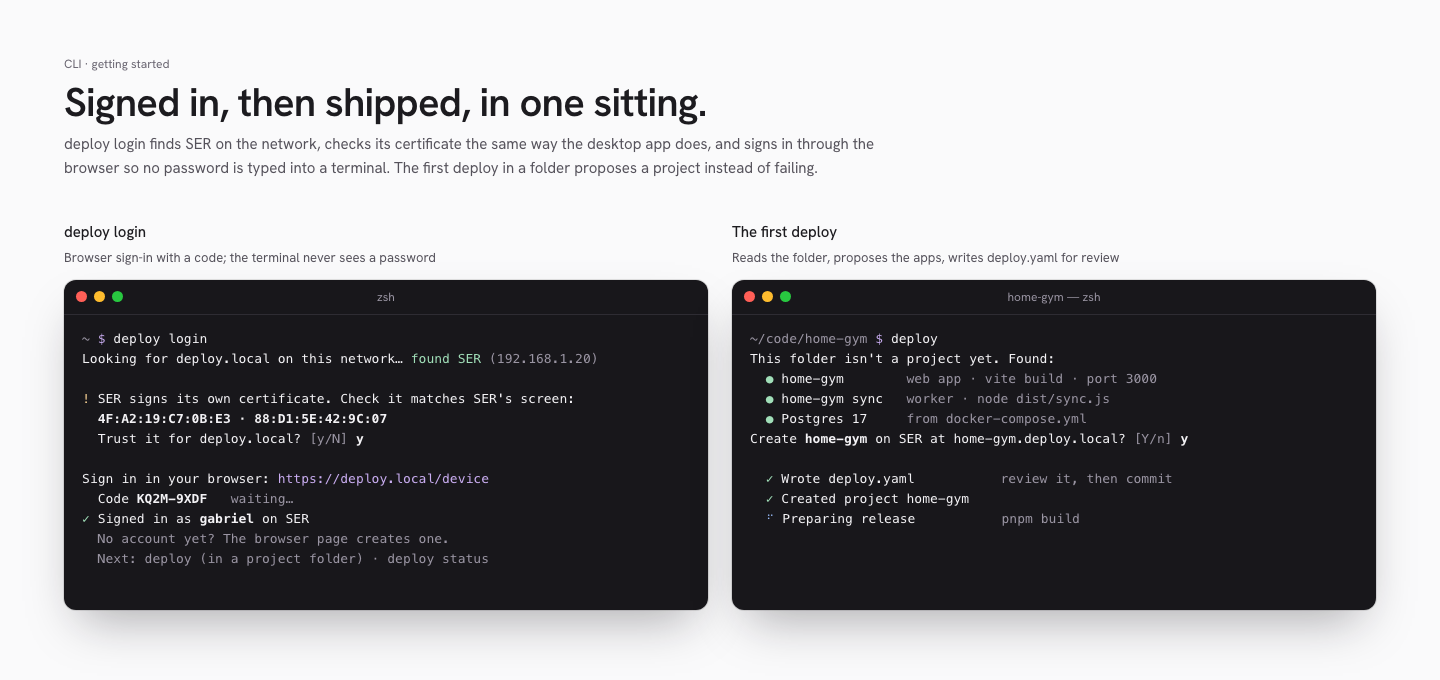 CLI · getting started
Signed in, then shipped, in one sitting.
deploy login finds SER on the network, checks its certificate the same way the desktop app does, and signs in through the
browser so no password is typed into a terminal. The first deploy in a folder proposes a project instead of failing.
deploy login
Browser sign-in with a code; the terminal never sees a password
zsh
~ $ deploy login
Looking for deploy.local on this network… found SER (192.168.1.20)
! SER signs its own certificate. Check it matches SER's screen:
4F:A2:19:C7:0B:E3 · 88:D1:5E:42:9C:07
Trust it for deploy.local? [y/N] y
Sign in in your browser: https://deploy.local/device
Code KQ2M-9XDF waiting…
✓ Signed in as gabriel on SER
No account yet? The browser page creates one.
Next: deploy (in a project folder) · deploy status
The first deploy
Reads the folder, proposes the apps, writes deploy.yaml for review
home-gym — zsh
~/code/home-gym $ deploy
This folder isn't a project yet. Found:
● home-gym web app · vite build · port 3000
● home-gym sync worker · node dist/sync.js
● Postgres 17 from docker-compose.yml
Create home-gym on SER at home-gym.deploy.local? [Y/n] y
✓ Wrote deploy.yaml review it, then commit
✓ Created project home-gym
⠋ Preparing release pnpm build